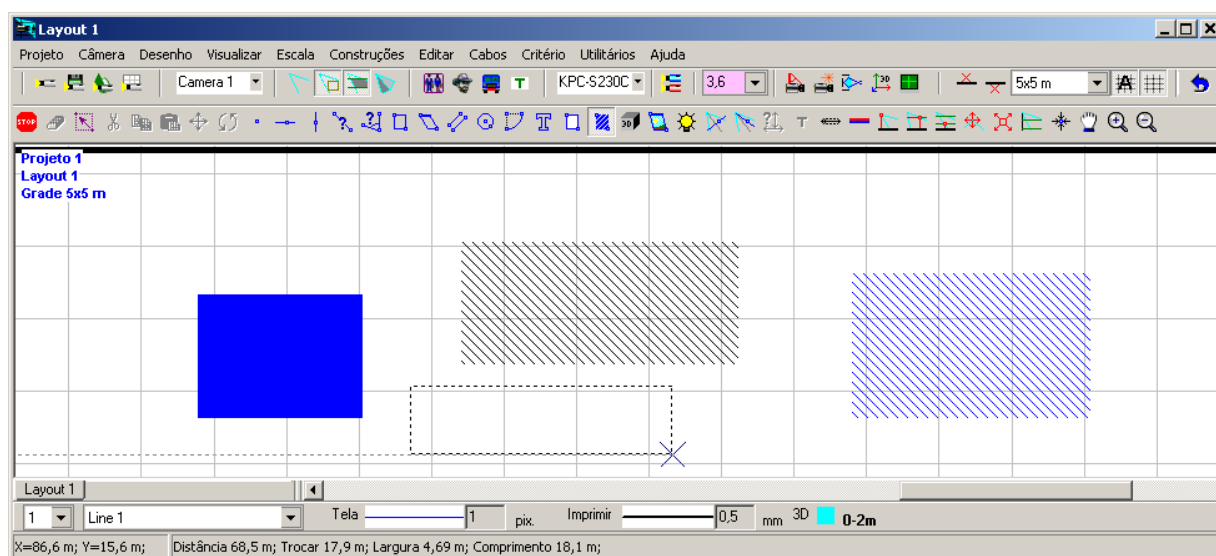 Layout 1
Projeto Câmera Desenho Visualizar Escala Construções Editar Cabos Critério Utilitários Ajuda
Camera 1 T KPC-S230C 3,6 3D 5x5 m A
STOP T 3D T
Projeto 1
Layout 1
Grade 5x5 m
Layout 1
1 Line 1 Tela 1 pix. Imprimir 0,5 mm 3D 0-2m
X=86,6 m; Y=15,6 m; Distância 68,5 m; Trocar 17,9 m; Largura 4,69 m; Comprimento 18,1 m;